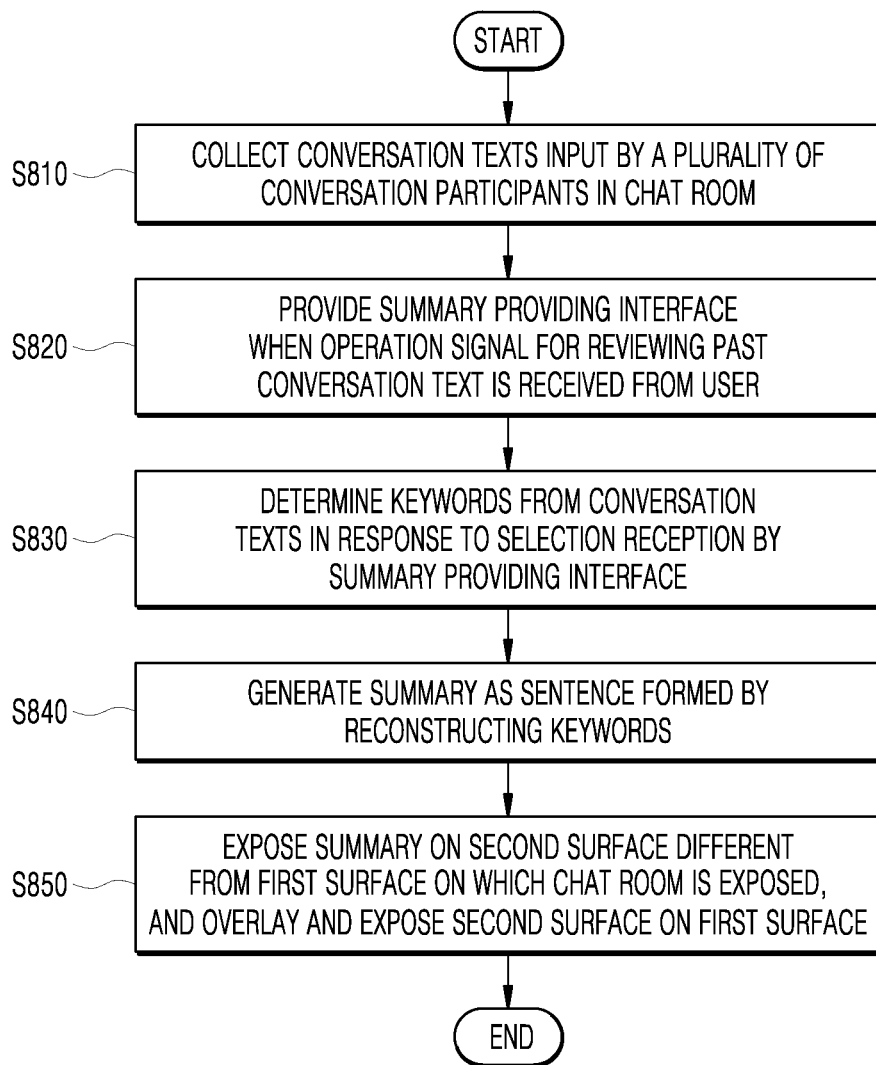 START
S810
COLLECT CONVERSATION TEXTS INPUT BY A PLURALITY OF
CONVERSATION PARTICIPANTS IN CHAT ROOM
S820
PROVIDE SUMMARY PROVIDING INTERFACE
WHEN OPERATION SIGNAL FOR REVIEWING PAST
CONVERSATION TEXT IS RECEIVED FROM USER
S830
DETERMINE KEYWORDS FROM CONVERSATION
TEXTS IN RESPONSE TO SELECTION RECEPTION BY
SUMMARY PROVIDING INTERFACE
S840
GENERATE SUMMARY AS SENTENCE FORMED BY
RECONSTRUCTING KEYWORDS
S850
EXPOSE SUMMARY ON SECOND SURFACE DIFFERENT
FROM FIRST SURFACE ON WHICH CHAT ROOM IS EXPOSED,
AND OVERLAY AND EXPOSE SECOND SURFACE ON FIRST SURFACE
END